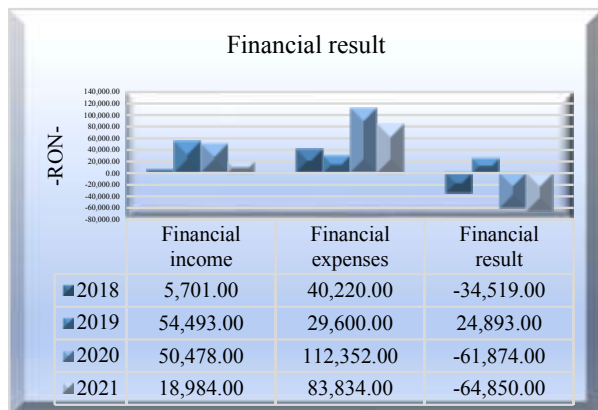 Financial result
140,000.00
120,000.00
100,000.00
80,000.00
60,000.00
40,000.00
20,000.00
0.00
-20,000.00
-40,000.00
-60,000.00
-80,000.00
-RON-
Financial income Financial expenses Financial result
2018 5,701.00 40,220.00 -34,519.00
2019 54,493.00 29,600.00 24,893.00
2020 50,478.00 112,352.00 -61,874.00
2021 18,984.00 83,834.00 -64,850.00